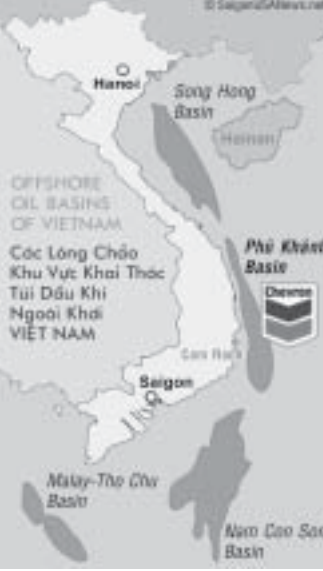 © SaigonUSANews.net
Hanoi
Song Hong
Basin
Hainan
OFFSHORE
OIL BASINS
OF VIETNAM
Các Lòng Chảo
Khu Vực Khai Thác
Túi Dầu Khí
Ngoài Khơi
VIỆT NAM
Phú Khánh
Basin
Chevron
Cam Ranh
Saigon
Malay-Tho Chu
Basin
Nam Con Son
Basin